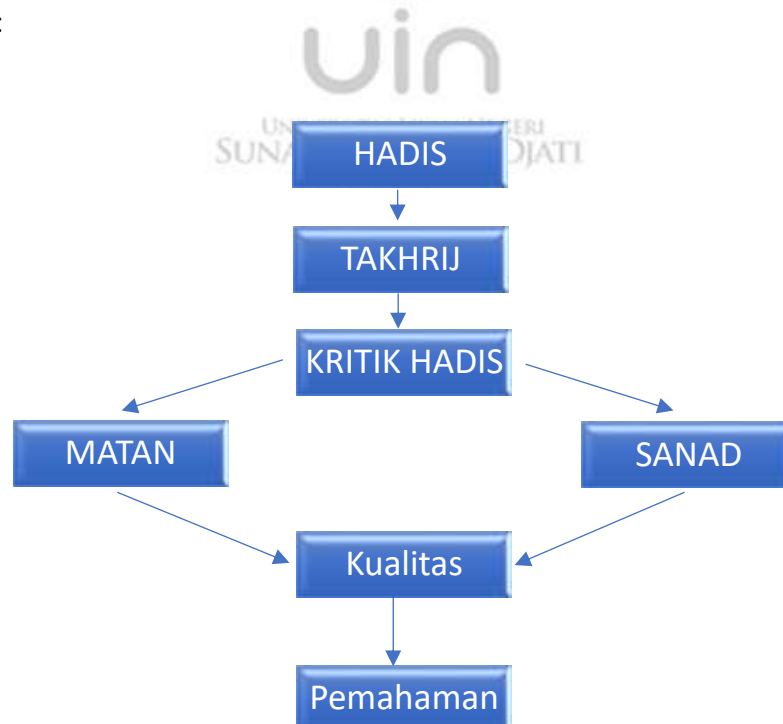 :
uin
HADIS
TAKHRIJ
KRITIK HADIS
MATAN
SANAD
Kualitas
Pemahaman